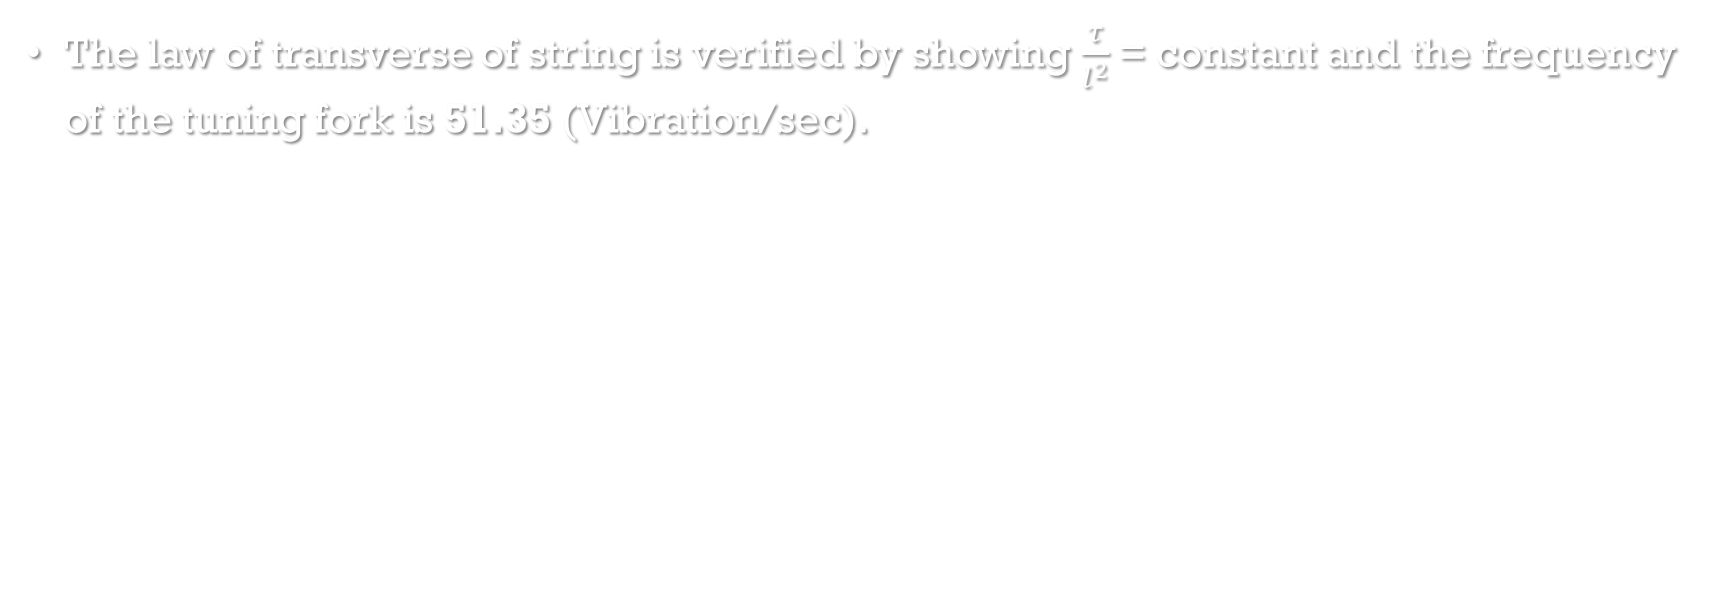 • The law of transverse of string is verified by showing τ/l² = constant and the frequency
of the tuning fork is 51.35 (Vibration/sec).